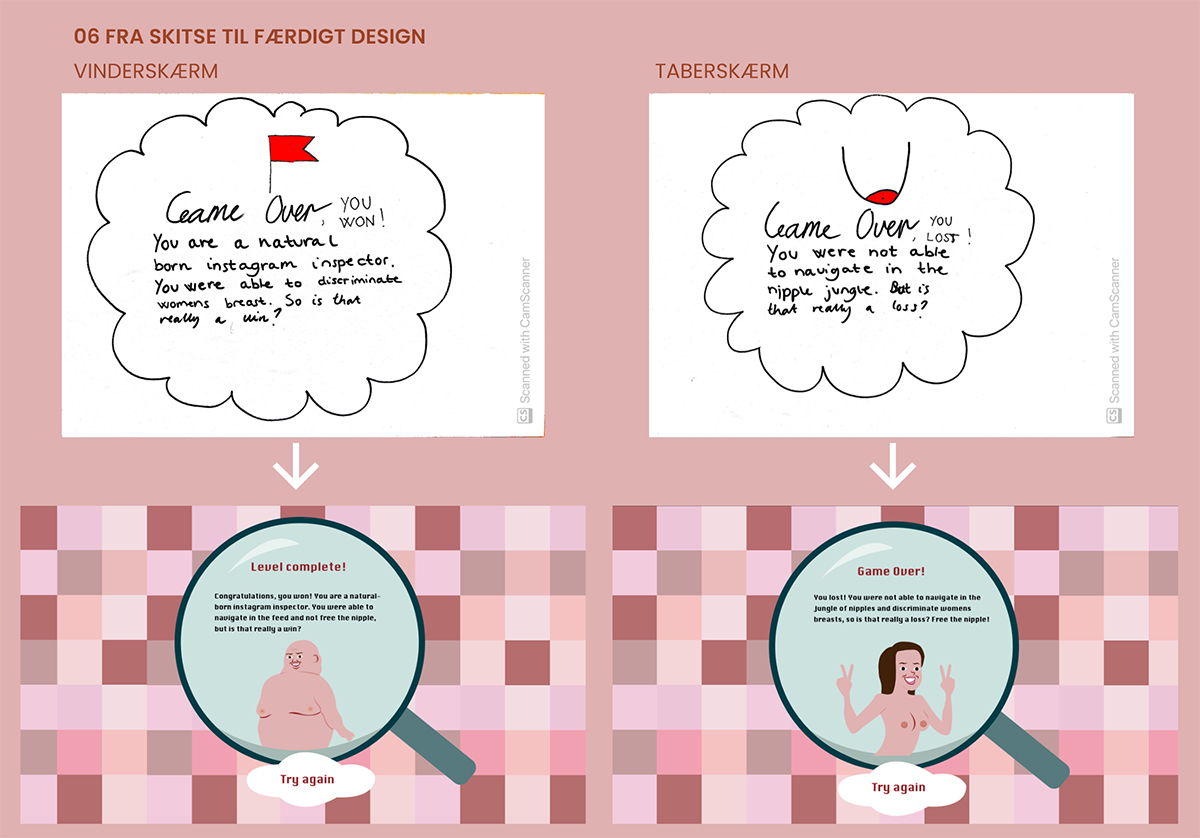 06 FRA SKITSE TIL FÆRDIGT DESIGN
VINDERSKÆRM
Game Over, YOU WON!
You are a natural
born instagram inspector.
You were able to discriminate
womens breast. So is that
really a win?
CS Scanned with CamScanner
Level complete!
Congratulations, you won! You are a natural-
born instagram inspector. You were able to
navigate in the feed and not free the nipple,
but is that really a win?
Try again
TABERSKÆRM
Game Over, YOU LOST!
You were not able
to navigate in the
nipple jungle. But is
that really a loss?
CS Scanned with CamScanner
Game Over!
You lost! You were not able to navigate in the
jungle of nipples and discriminate womens
breasts, so is that really a loss? Free the nipple!
Try again